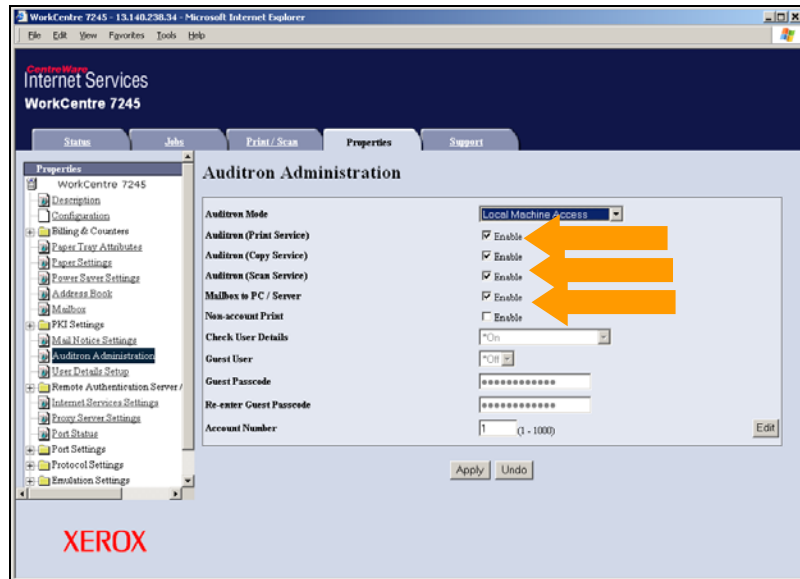 WorkCentre 7245 - 13.140.238.34 - Microsoft Internet Explorer
File Edit View Favorites Tools Help
CentreWare
Internet Services
WorkCentre 7245
Status Jobs Print / Scan Properties Support
Properties
WorkCentre 7245
Description
Configuration
Billing & Counters
Paper Tray Attributes
Paper Settings
Power Saver Settings
Address Book
Mailbox
PKI Settings
Mail Notice Settings
Auditron Administration
User Details Setup
Remote Authentication Server /
Internet Services Settings
Proxy Server Settings
Port Status
Port Settings
Protocol Settings
Emulation Settings
XEROX
Auditron Administration
Auditron Mode Local Machine Access
Auditron (Print Service) Enable
Auditron (Copy Service) Enable
Auditron (Scan Service) Enable
Mailbox to PC / Server Enable
Non-account Print Enable
Check User Details *On
Guest User *Off
Guest Passcode ●●●●●●●●●●●●
Re-enter Guest Passcode ●●●●●●●●●●●●
Account Number 1 (1 - 1000) Edit
Apply Undo